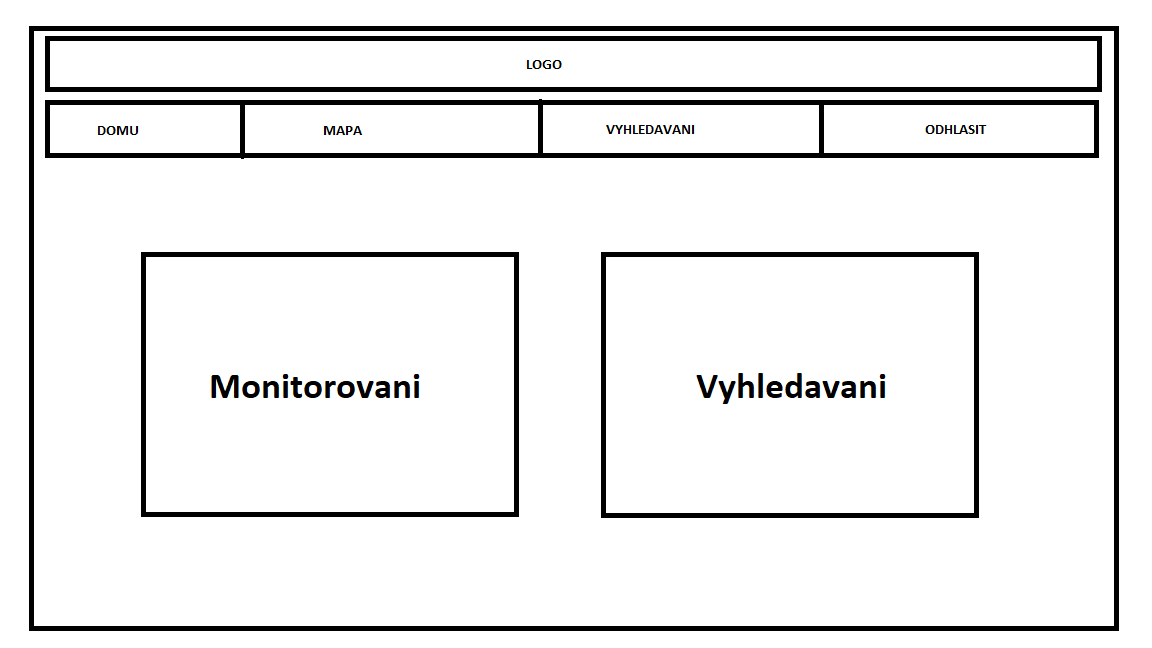 LOGO
DOMU
MAPA
VYHLEDAVANI
ODHLASIT
Monitorovani
Vyhledavani